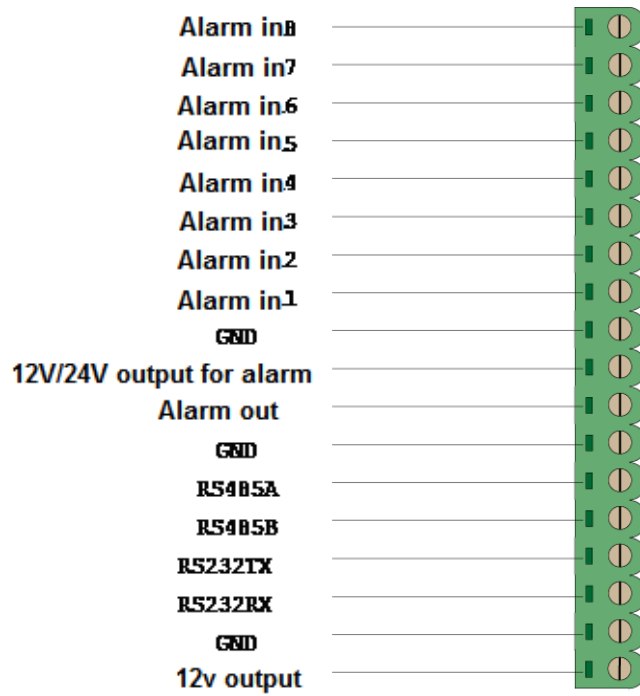 Alarm in8
Alarm in7
Alarm in6
Alarm in5
Alarm in4
Alarm in3
Alarm in2
Alarm in1
GND
12V/24V output for alarm
Alarm out
GND
RS485A
RS485B
RS232TX
RS232RX
GND
12v output